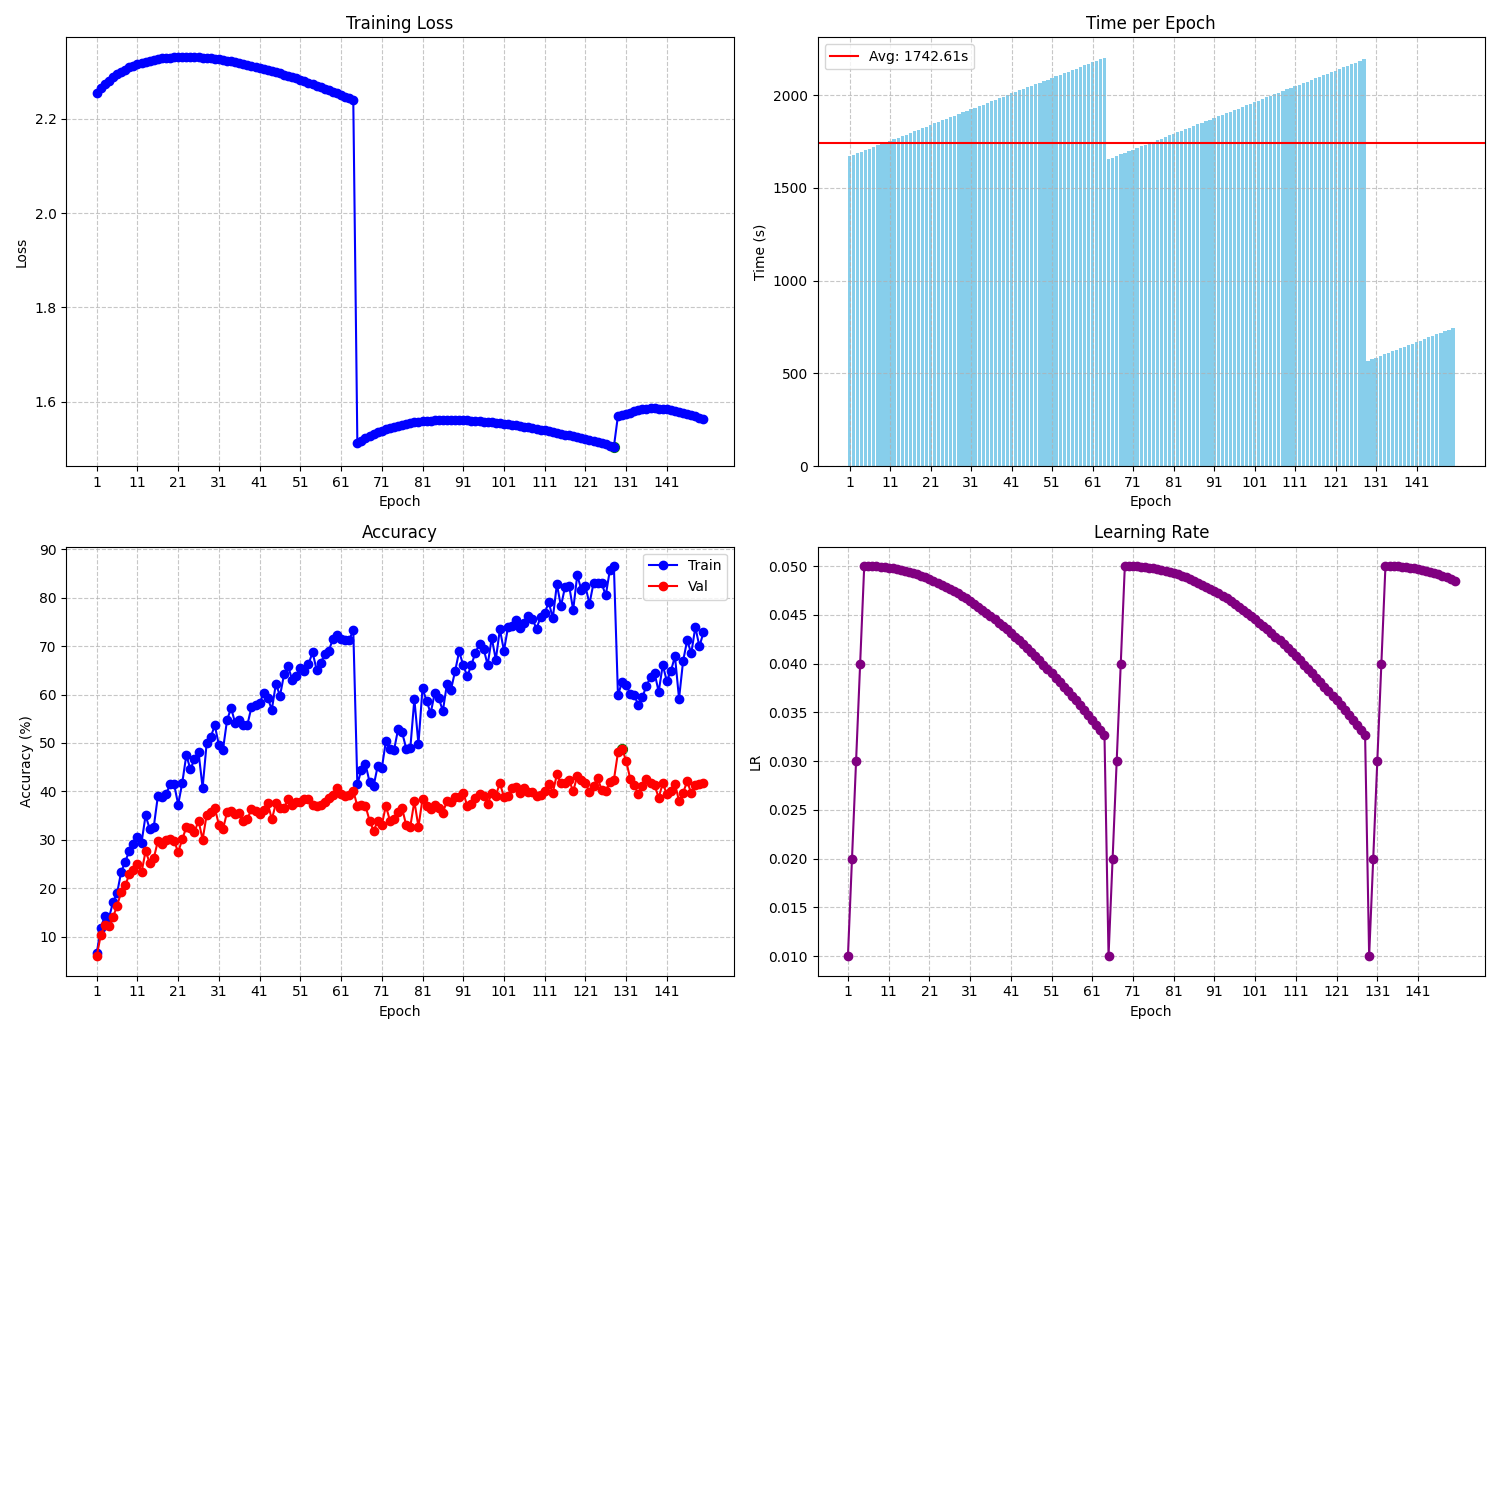 Training Loss
Loss
2.2
2.0
1.8
1.6
1 11 21 31 41 51 61 71 81 91 101 111 121 131 141
Epoch
Time per Epoch
Avg: 1742.61s
Time (s)
2000
1500
1000
500
0
1 11 21 31 41 51 61 71 81 91 101 111 121 131 141
Epoch
Accuracy
Train
Val
Accuracy (%)
90
80
70
60
50
40
30
20
10
1 11 21 31 41 51 61 71 81 91 101 111 121 131 141
Epoch
Learning Rate
LR
0.050
0.045
0.040
0.035
0.030
0.025
0.020
0.015
0.010
1 11 21 31 41 51 61 71 81 91 101 111 121 131 141
Epoch